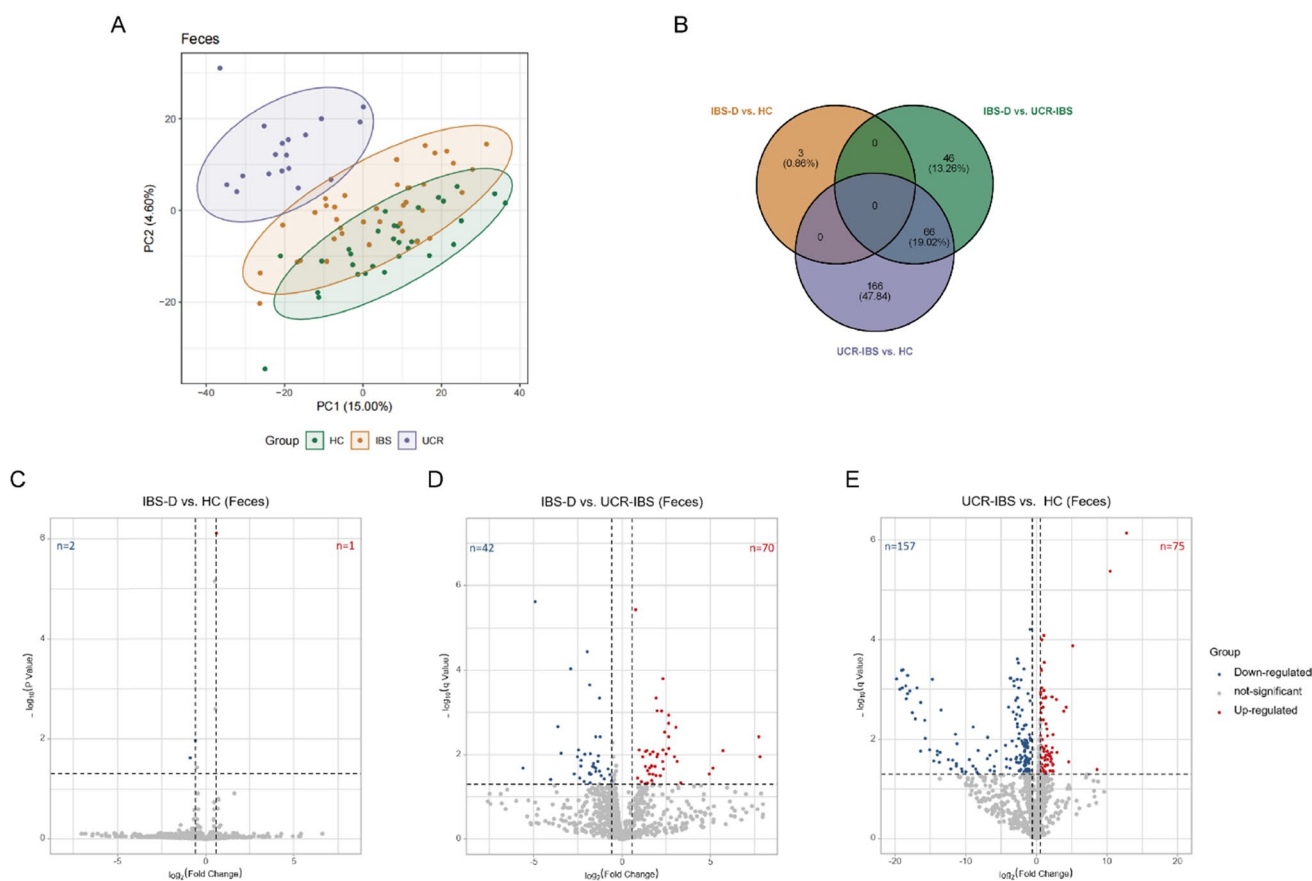 A
Feces
20
0
−20
−40
−20
0
20
40
PC2 (4.60%)
PC1 (15.00%)
Group HC IBS UCR
B
IBS-D vs. HC
IBS-D vs. UCR-IBS
3
(0.86%)
0
46
(13.26%)
0
0
66
(19.02%)
166
(47.84)
UCR-IBS vs. HC
C
IBS-D vs. HC (Feces)
n=2
n=1
6
4
2
0
-5
0
5
− log10(P Value)
log2(Fold Change)
D
IBS-D vs. UCR-IBS (Feces)
n=42
n=70
6
4
2
0
-5
0
5
− log10(q Value)
log2(Fold Change)
E
UCR-IBS vs. HC (Feces)
n=157
n=75
6
4
2
0
-20
-10
0
10
20
− log10(q Value)
log2(Fold Change)
Group
Down-regulated
not-significant
Up-regulated